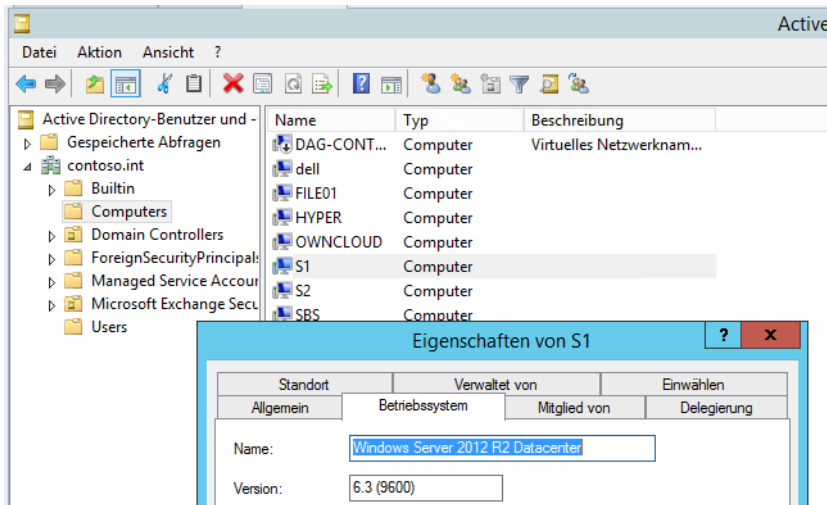 Active
Datei Aktion Ansicht ?
Active Directory-Benutzer und -
Gespeicherte Abfragen
contoso.int
Builtin
Computers
Domain Controllers
ForeignSecurityPrincipals
Managed Service Accour
Microsoft Exchange Secu
Users
Name Typ Beschreibung
DAG-CONT... Computer Virtuelles Netzwerknam...
dell Computer
FILE01 Computer
HYPER Computer
OWNCLOUD Computer
S1 Computer
S2 Computer
SBS Computer
Eigenschaften von S1
? x
Standort Verwaltet von Einwählen
Allgemein Betriebssystem Mitglied von Delegierung
Name: Windows Server 2012 R2 Datacenter
Version: 6.3 (9600)